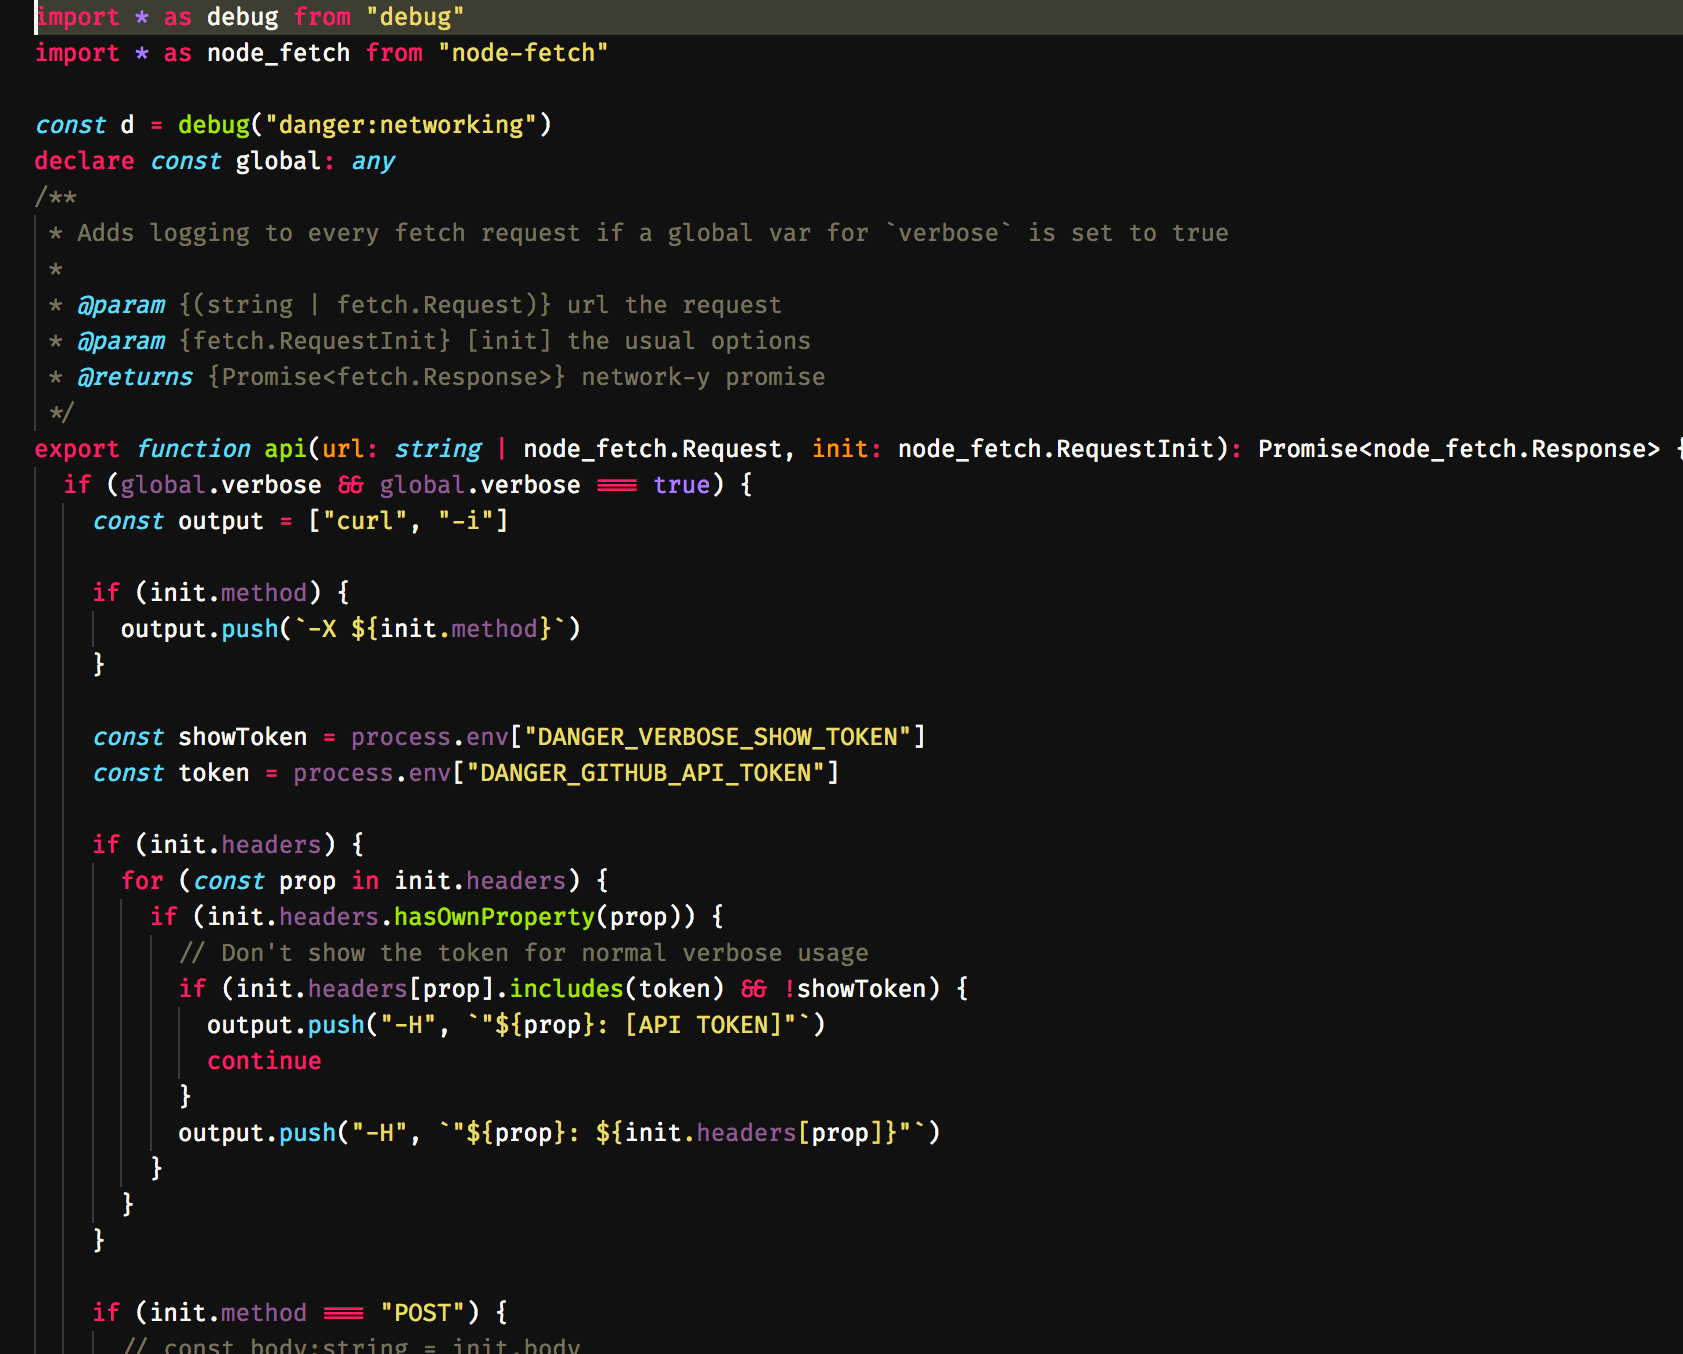 import * as debug from "debug"
import * as node_fetch from "node-fetch"

const d = debug("danger:networking")
declare const global: any
/**
 * Adds logging to every fetch request if a global var for `verbose` is set to true
 *
 * @param {(string | fetch.Request)} url the request
 * @param {fetch.RequestInit} [init] the usual options
 * @returns {Promise<fetch.Response>} network-y promise
 */
export function api(url: string | node_fetch.Request, init: node_fetch.RequestInit): Promise<node_fetch.Response> {
  if (global.verbose && global.verbose === true) {
    const output = ["curl", "-i"]

    if (init.method) {
      output.push(`-X ${init.method}`)
    }

    const showToken = process.env["DANGER_VERBOSE_SHOW_TOKEN"]
    const token = process.env["DANGER_GITHUB_API_TOKEN"]

    if (init.headers) {
      for (const prop in init.headers) {
        if (init.headers.hasOwnProperty(prop)) {
          // Don't show the token for normal verbose usage
          if (init.headers[prop].includes(token) && !showToken) {
            output.push("-H", `"${prop}: [API TOKEN]"`)
            continue
          }
          output.push("-H", `"${prop}: ${init.headers[prop]}"`)
        }
      }
    }

    if (init.method === "POST") {
      // const body:string = init.body